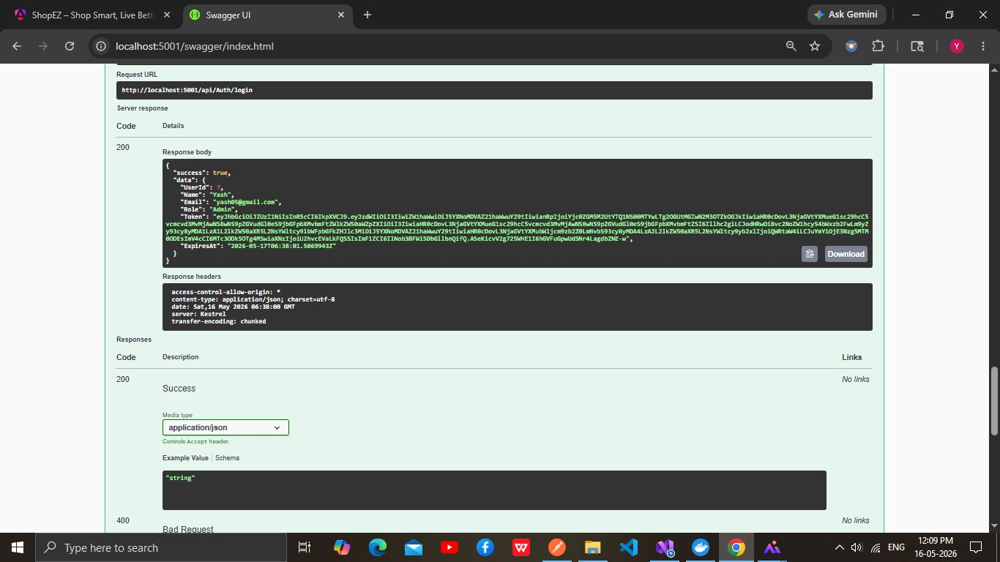 ShopEZ – Shop Smart, Live Bett
Swagger UI
Ask Gemini
localhost:5001/swagger/index.html
Y
Request URL
http://localhost:5001/api/Auth/login
Server response
Code Details
200
Response body
{
"success": true,
"data": {
"UserId": 7,
"Name": "Yash",
"Email": "yash05@gmail.com",
"Role": "Admin",
"Token":
"ExpiresAt": "2026-05-17T06:38:01.5069943Z"
}
}
Download
Response headers
access-control-allow-origin: *
content-type: application/json; charset=utf-8
date: Sat,16 May 2026 06:38:00 GMT
server: Kestrel
transfer-encoding: chunked
Responses
Code Description Links
200 No links
Success
Media type
application/json
Controls Accept header.
Example Value Schema
"string"
400 No links
Bad Request
Type here to search
ENG
12:09 PM
16-05-2026